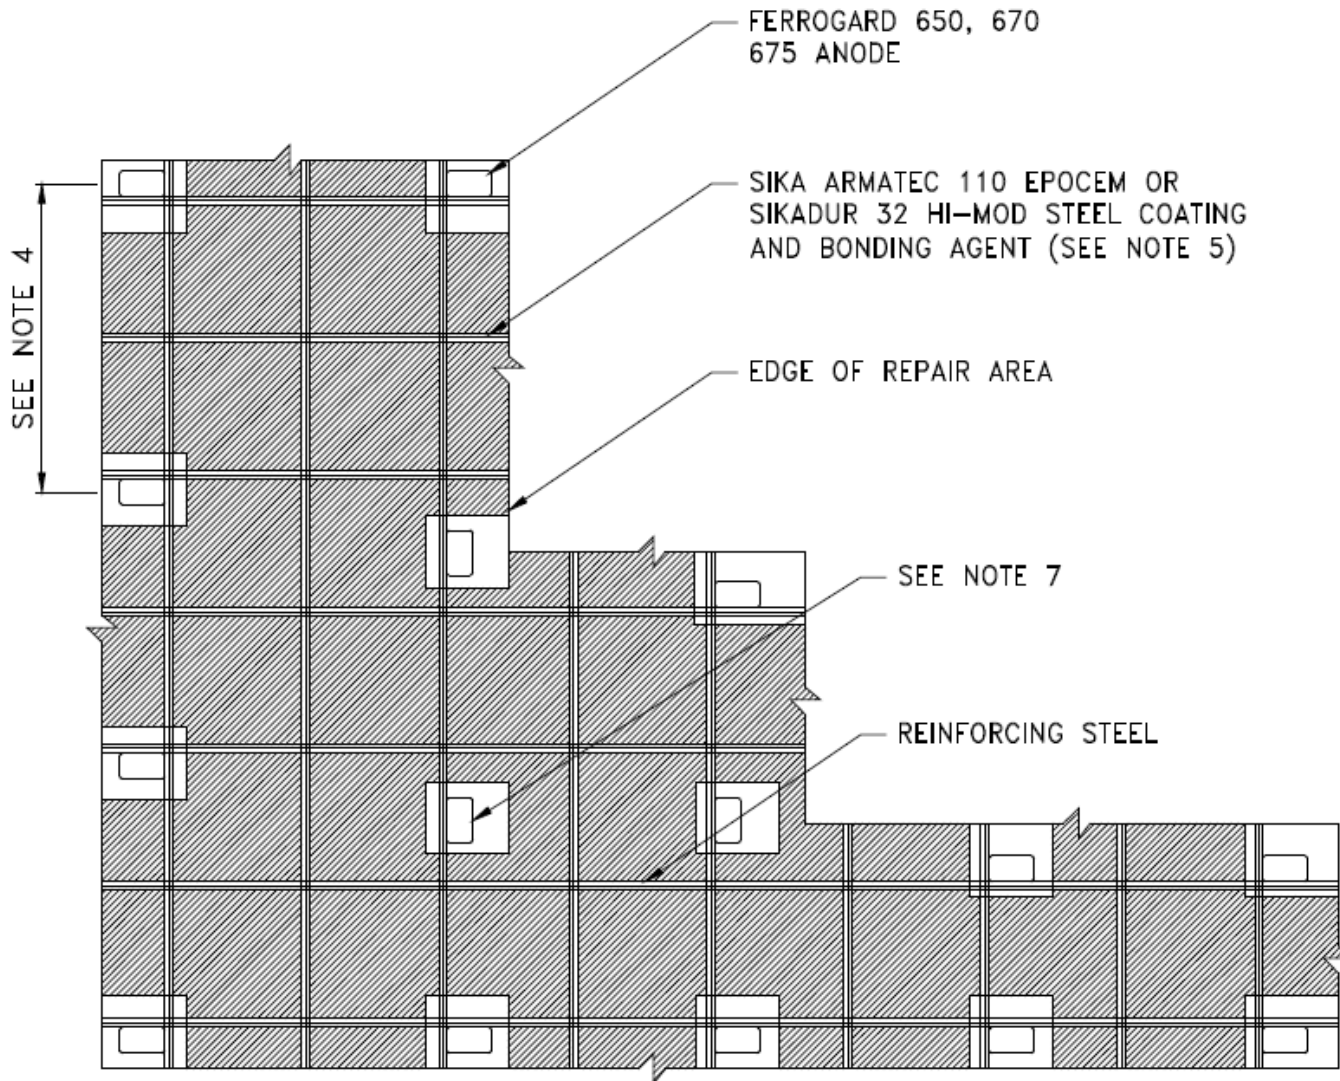 FERROGARD 650, 670
675 ANODE
SIKA ARMATEC 110 EPOCEM OR
SIKADUR 32 HI-MOD STEEL COATING
AND BONDING AGENT (SEE NOTE 5)
SEE NOTE 4
EDGE OF REPAIR AREA
SEE NOTE 7
REINFORCING STEEL